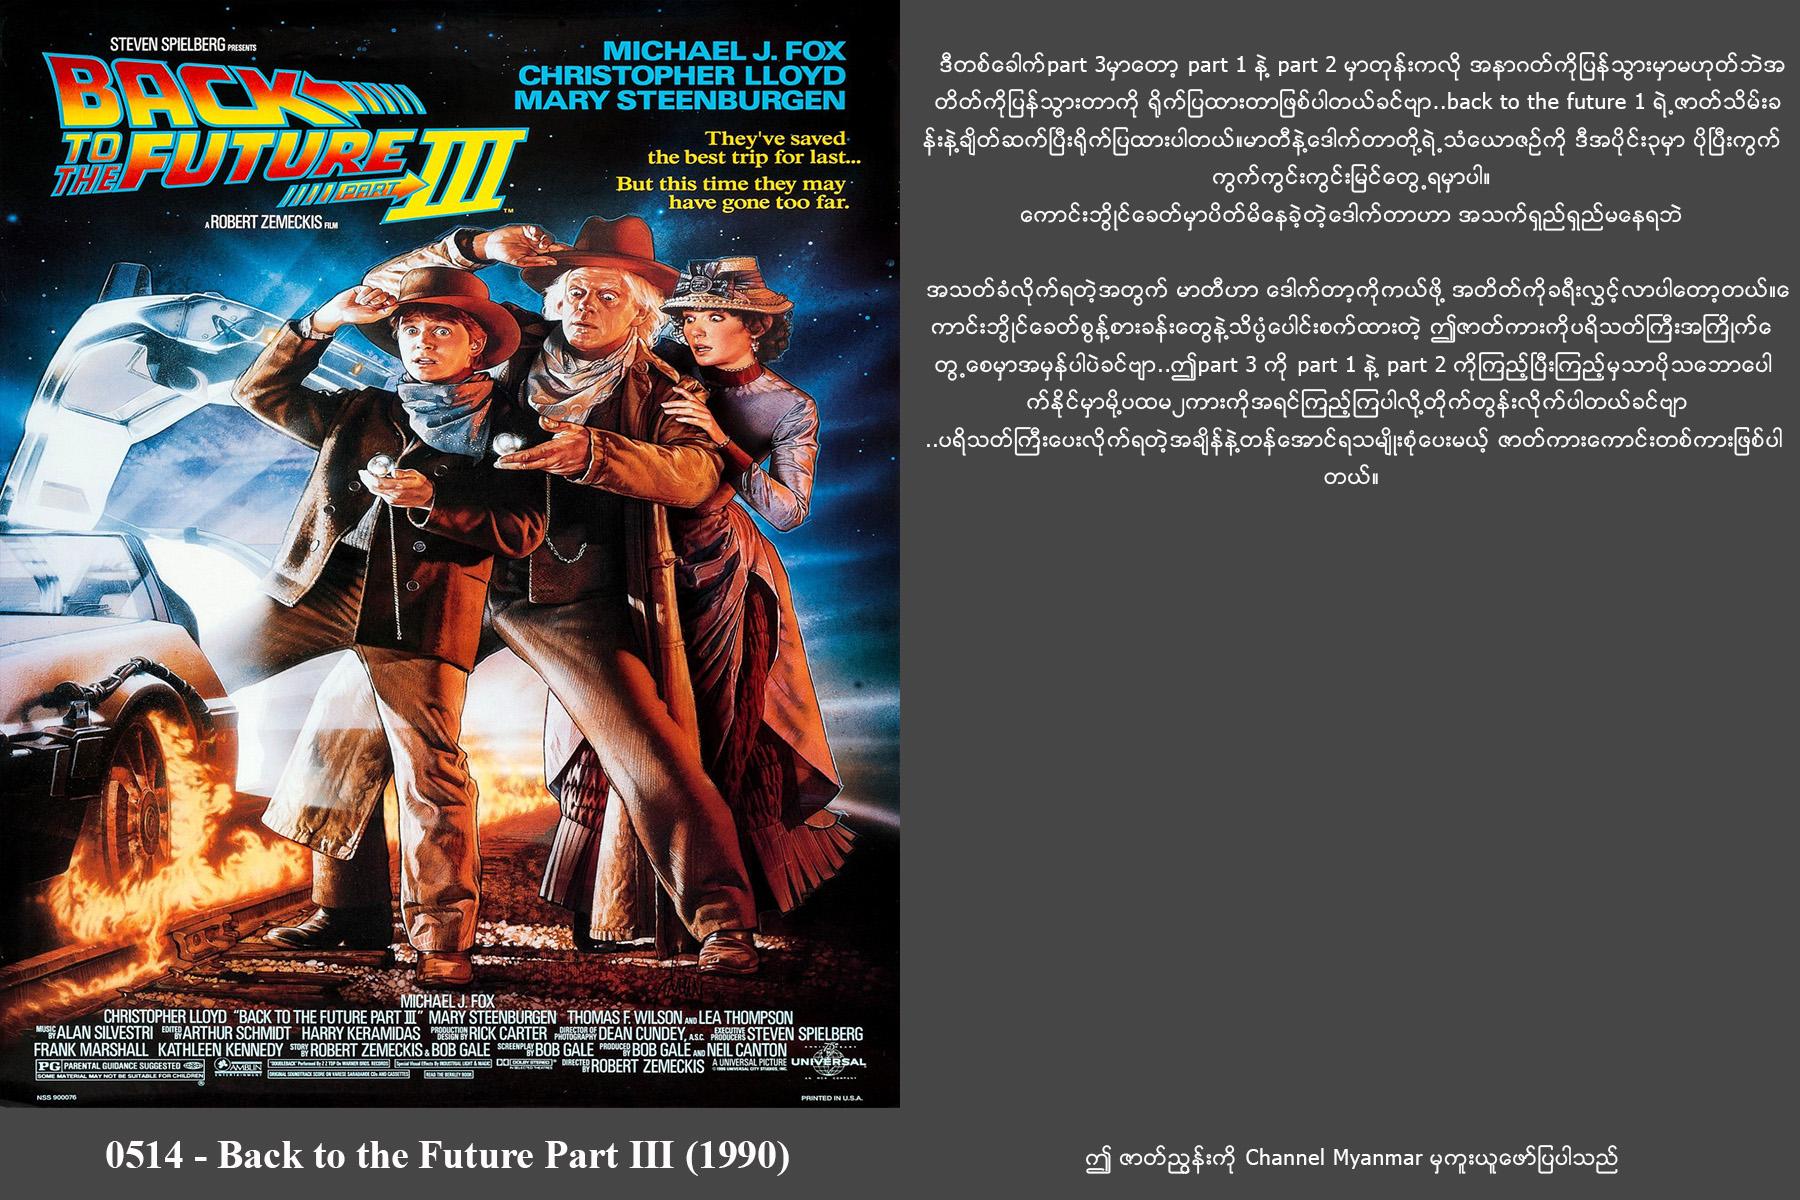 STEVEN SPIELBERG PRESENTS
BACK
TO THE FUTURE
PART III
™
A ROBERT ZEMECKIS FILM
MICHAEL J. FOX
CHRISTOPHER LLOYD
MARY STEENBURGEN
They've saved
the best trip for last...
But this time they may
have gone too far.
MICHAEL J. FOX
CHRISTOPHER LLOYD "BACK TO THE FUTURE PART III" MARY STEENBURGEN THOMAS F. WILSON AND LEA THOMPSON
MUSIC BY ALAN SILVESTRI EDITED BY ARTHUR SCHMIDT HARRY KERAMIDAS PRODUCTION DESIGN BY RICK CARTER DIRECTOR OF PHOTOGRAPHY DEAN CUNDEY, A.S.C. EXECUTIVE PRODUCERS STEVEN SPIELBERG
FRANK MARSHALL KATHLEEN KENNEDY STORY BY ROBERT ZEMECKIS & BOB GALE SCREENPLAY BY BOB GALE PRODUCED BY BOB GALE AND NEIL CANTON
DIRECTED BY ROBERT ZEMECKIS A UNIVERSAL PICTURE
PG PARENTAL GUIDANCE SUGGESTED
SOME MATERIAL MAY NOT BE SUITABLE FOR CHILDREN
AMBLIN ENTERTAINMENT
DOLBY STEREO
READ THE BERKLEY BOOK
UNIVERSAL
NSS 900076
PRINTED IN U.S.A.
0514 - Back to the Future Part III (1990)
ဒီတစ်ခေါက်part 3မှာတော့ part 1 နဲ့ part 2 မှာတုန်းကလို အနာဂတ်ကိုပြန်သွားမှာမဟုတ်ဘဲအ
တိတ်ကိုပြန်သွားတာကို ရိုက်ပြထားတာဖြစ်ပါတယ်ခင်ဗျာ..back to the future 1 ရဲ့ဇာတ်သိမ်းခ
န်းနဲ့ချိတ်ဆက်ပြီးရိုက်ပြထားပါတယ်။မာတီနဲ့ဒေါက်တာတို့ရဲ့သံယောဇဉ်ကို ဒီအပိုင်း၃မှာ ပိုပြီးကွက်
ကွက်ကွင်းကွင်းမြင်တွေ့ရမှာပါ။
ကောင်းဘွိုင်ခေတ်မှာပိတ်မိနေခဲ့တဲ့ဒေါက်တာဟာ အသက်ရှည်ရှည်မနေရဘဲ
အသတ်ခံလိုက်ရတဲ့အတွက် မာတီဟာ ဒေါက်တာ့ကိုကယ်ဖို့ အတိတ်ကိုခရီးလွှင့်လာပါတော့တယ်။ေ
ကာင်းဘွိုင်ခေတ်စွန့်စားခန်းတွေနဲ့သိပ္ပံပေါင်းစက်ထားတဲ့ ဤဇာတ်ကားကိုပရိသတ်ကြီးအကြိုက်ေ
တွ့စေမှာအမှန်ပါပဲခင်ဗျာ..ဤpart 3 ကို part 1 နဲ့ part 2 ကိုကြည့်ပြီးကြည့်မှသာပိုသဘောပေါ
က်နိုင်မှာမို့ပထမ၂ကားကိုအရင်ကြည့်ကြပါလို့တိုက်တွန်းလိုက်ပါတယ်ခင်ဗျာ
..ပရိသတ်ကြီးပေးလိုက်ရတဲ့အချိန်နဲ့တန်အောင်ရသမျိုးစုံပေးမယ့် ဇာတ်ကားကောင်းတစ်ကားဖြစ်ပါ
တယ်။
ဤ ဇာတ်ညွှန်းကို Channel Myanmar မှကူးယူဖော်ပြပါသည်